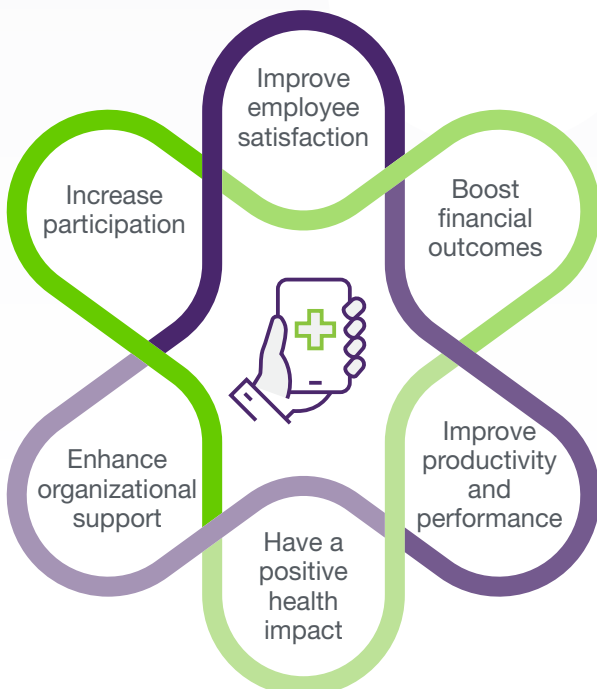 Improve
employee
satisfaction
Boost
financial
outcomes
Improve
productivity
and
performance
Have a
positive
health
impact
Enhance
organizational
support
Increase
participation